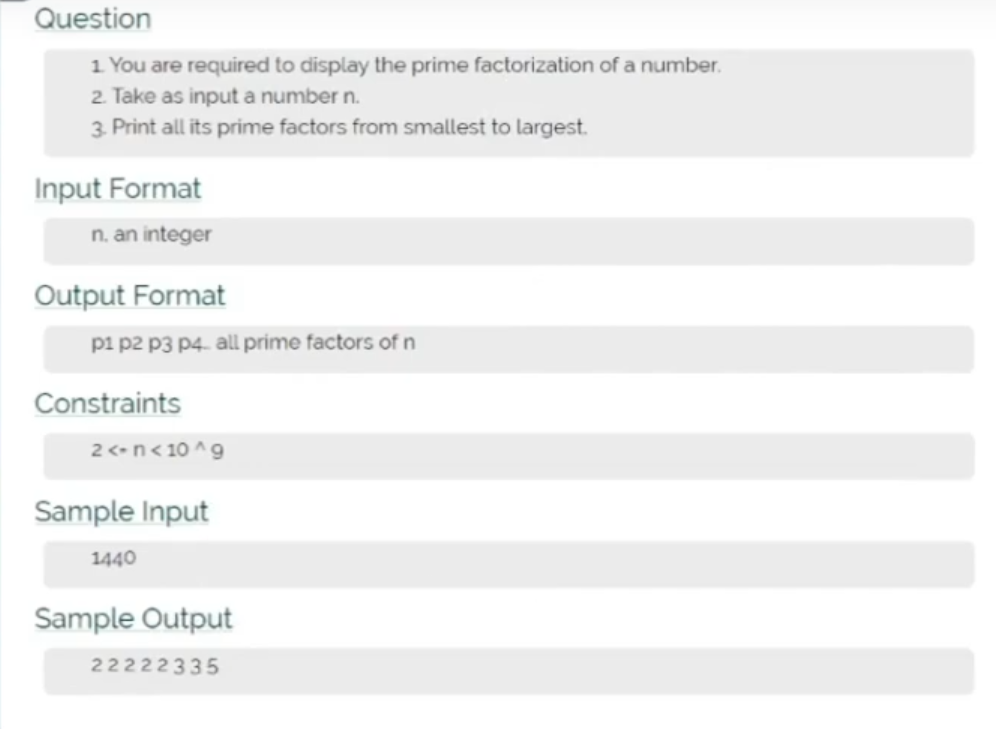 Question
1. You are required to display the prime factorization of a number.
2. Take as input a number n.
3. Print all its prime factors from smallest to largest.
Input Format
n, an integer
Output Format
p1 p2 p3 p4.. all prime factors of n
Constraints
2 <= n < 10 ^ 9
Sample Input
1440
Sample Output
2 2 2 2 2 3 3 5